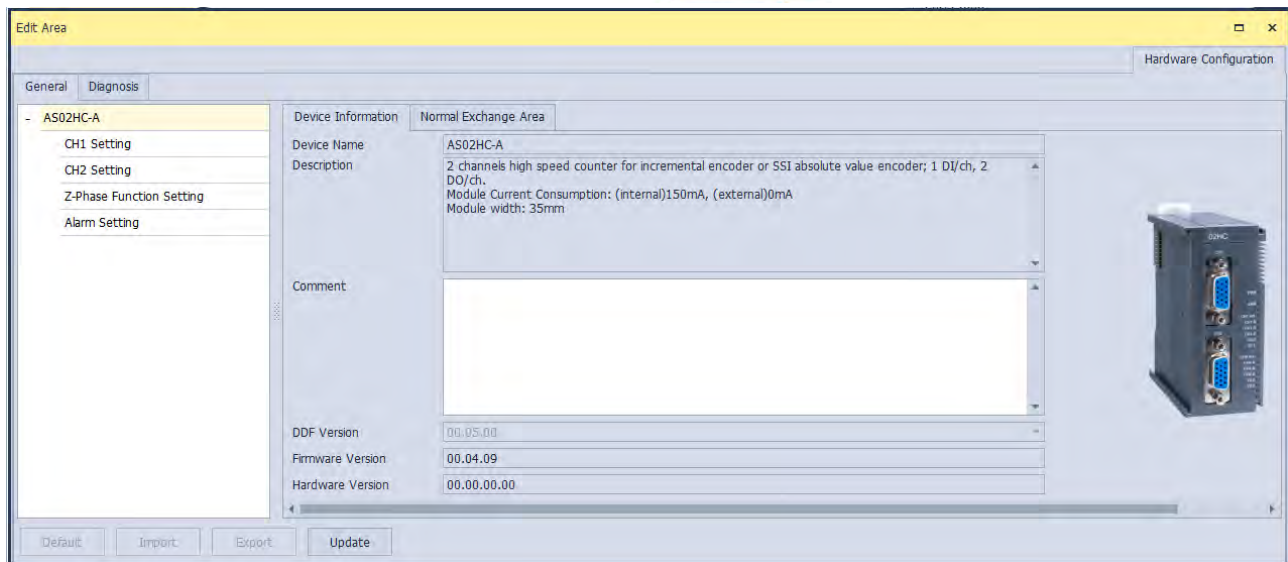 Edit Area
Hardware Configuration
General Diagnosis
- AS02HC-A
CH1 Setting
CH2 Setting
Z-Phase Function Setting
Alarm Setting
Device Information Normal Exchange Area
Device Name AS02HC-A
Description 2 channels high speed counter for incremental encoder or SSI absolute value encoder; 1 DI/ch, 2
DO/ch.
Module Current Consumption: (internal)150mA, (external)0mA
Module width: 35mm
02HC
Comment
DDF Version 00.05.00
Firmware Version 00.04.09
Hardware Version 00.00.00.00
Default Import Export Update